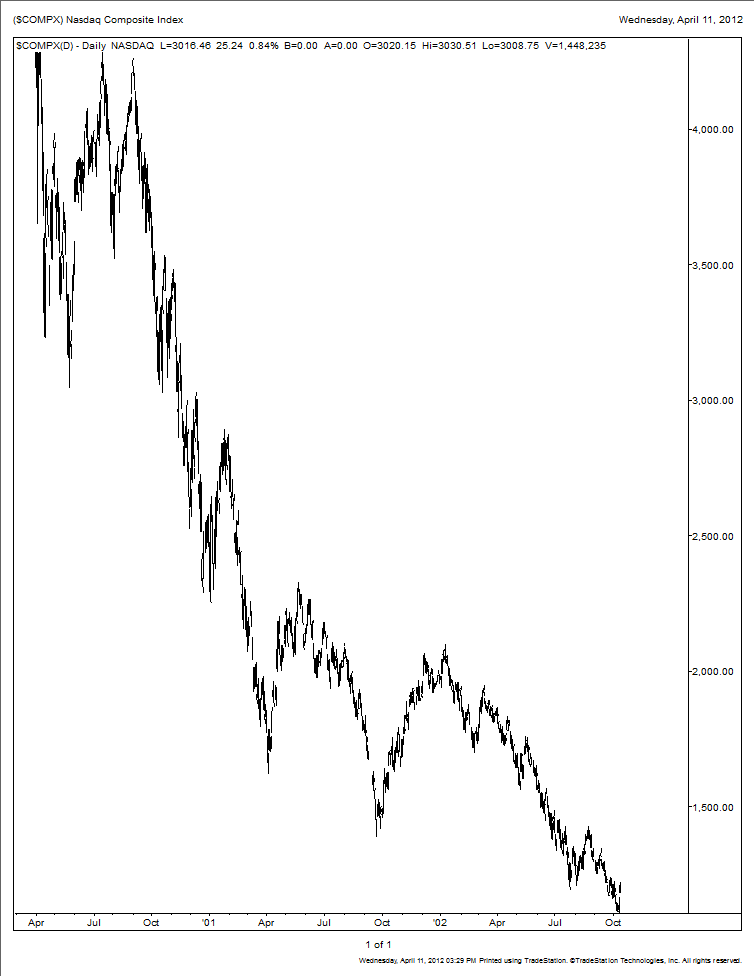 ($COMPX) Nasdaq Composite Index Wednesday, April 11, 2012
$COMPX(D) - Daily NASDAQ L=3016.46 25.24 0.84% B=0.00 A=0.00 O=3020.15 Hi=3030.51 Lo=3008.75 V=1,448,235
4,000.00
3,500.00
3,000.00
2,500.00
2,000.00
1,500.00
Apr Jul Oct '01 Apr Jul Oct '02 Apr Jul Oct
1 of 1
Wednesday, April 11, 2012 03:29 PM Printed using TradeStation. ©TradeStation Technologies, Inc. All rights reserved.